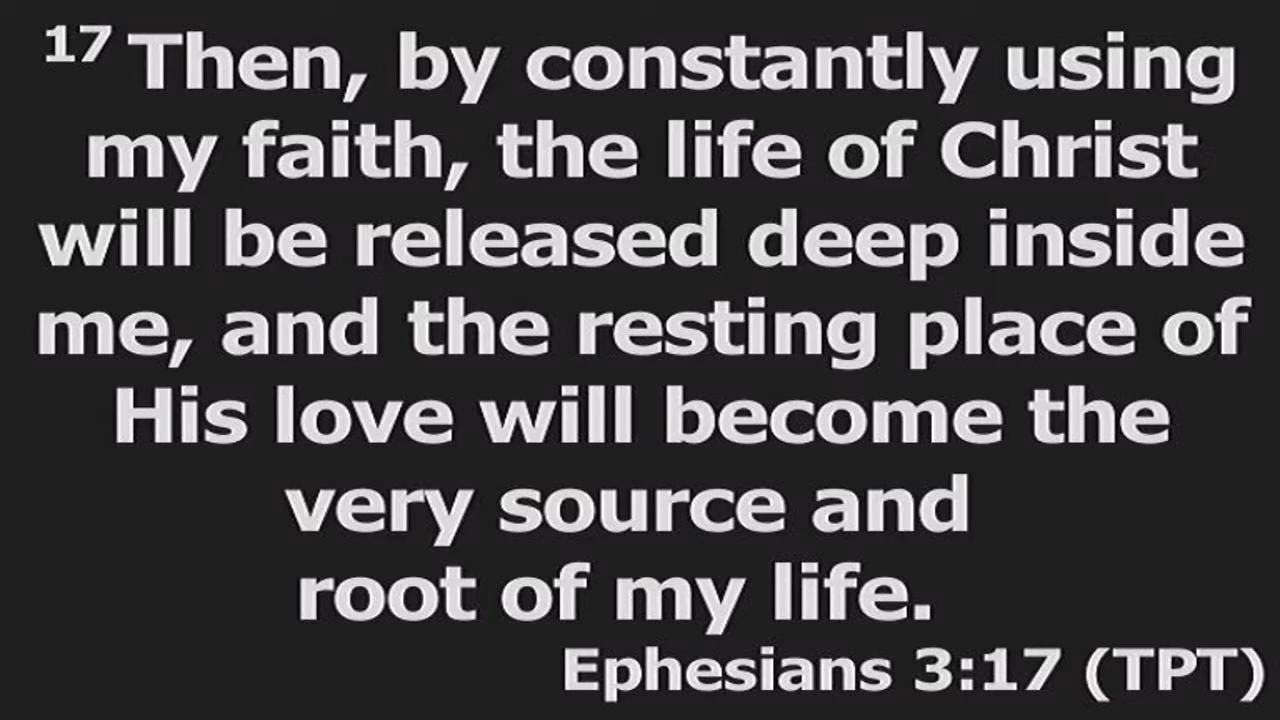 17 Then, by constantly using
my faith, the life of Christ
will be released deep inside
me, and the resting place of
His love will become the
very source and
root of my life.
Ephesians 3:17 (TPT)